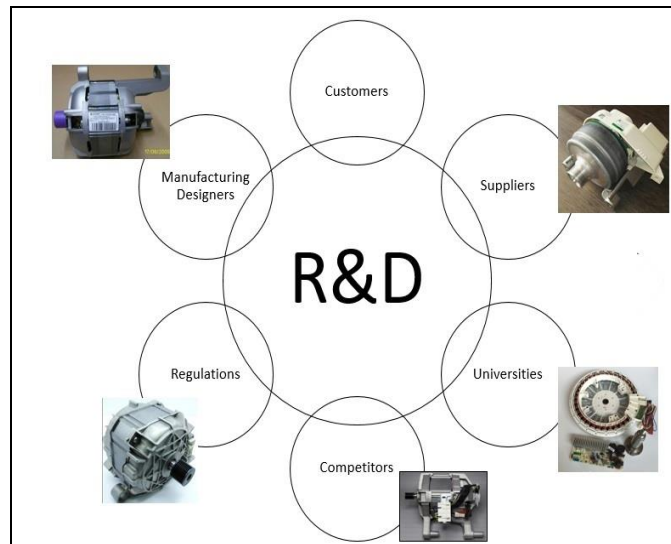 Customers
Manufacturing
Designers
Suppliers
R&D
Regulations
Universities
Competitors